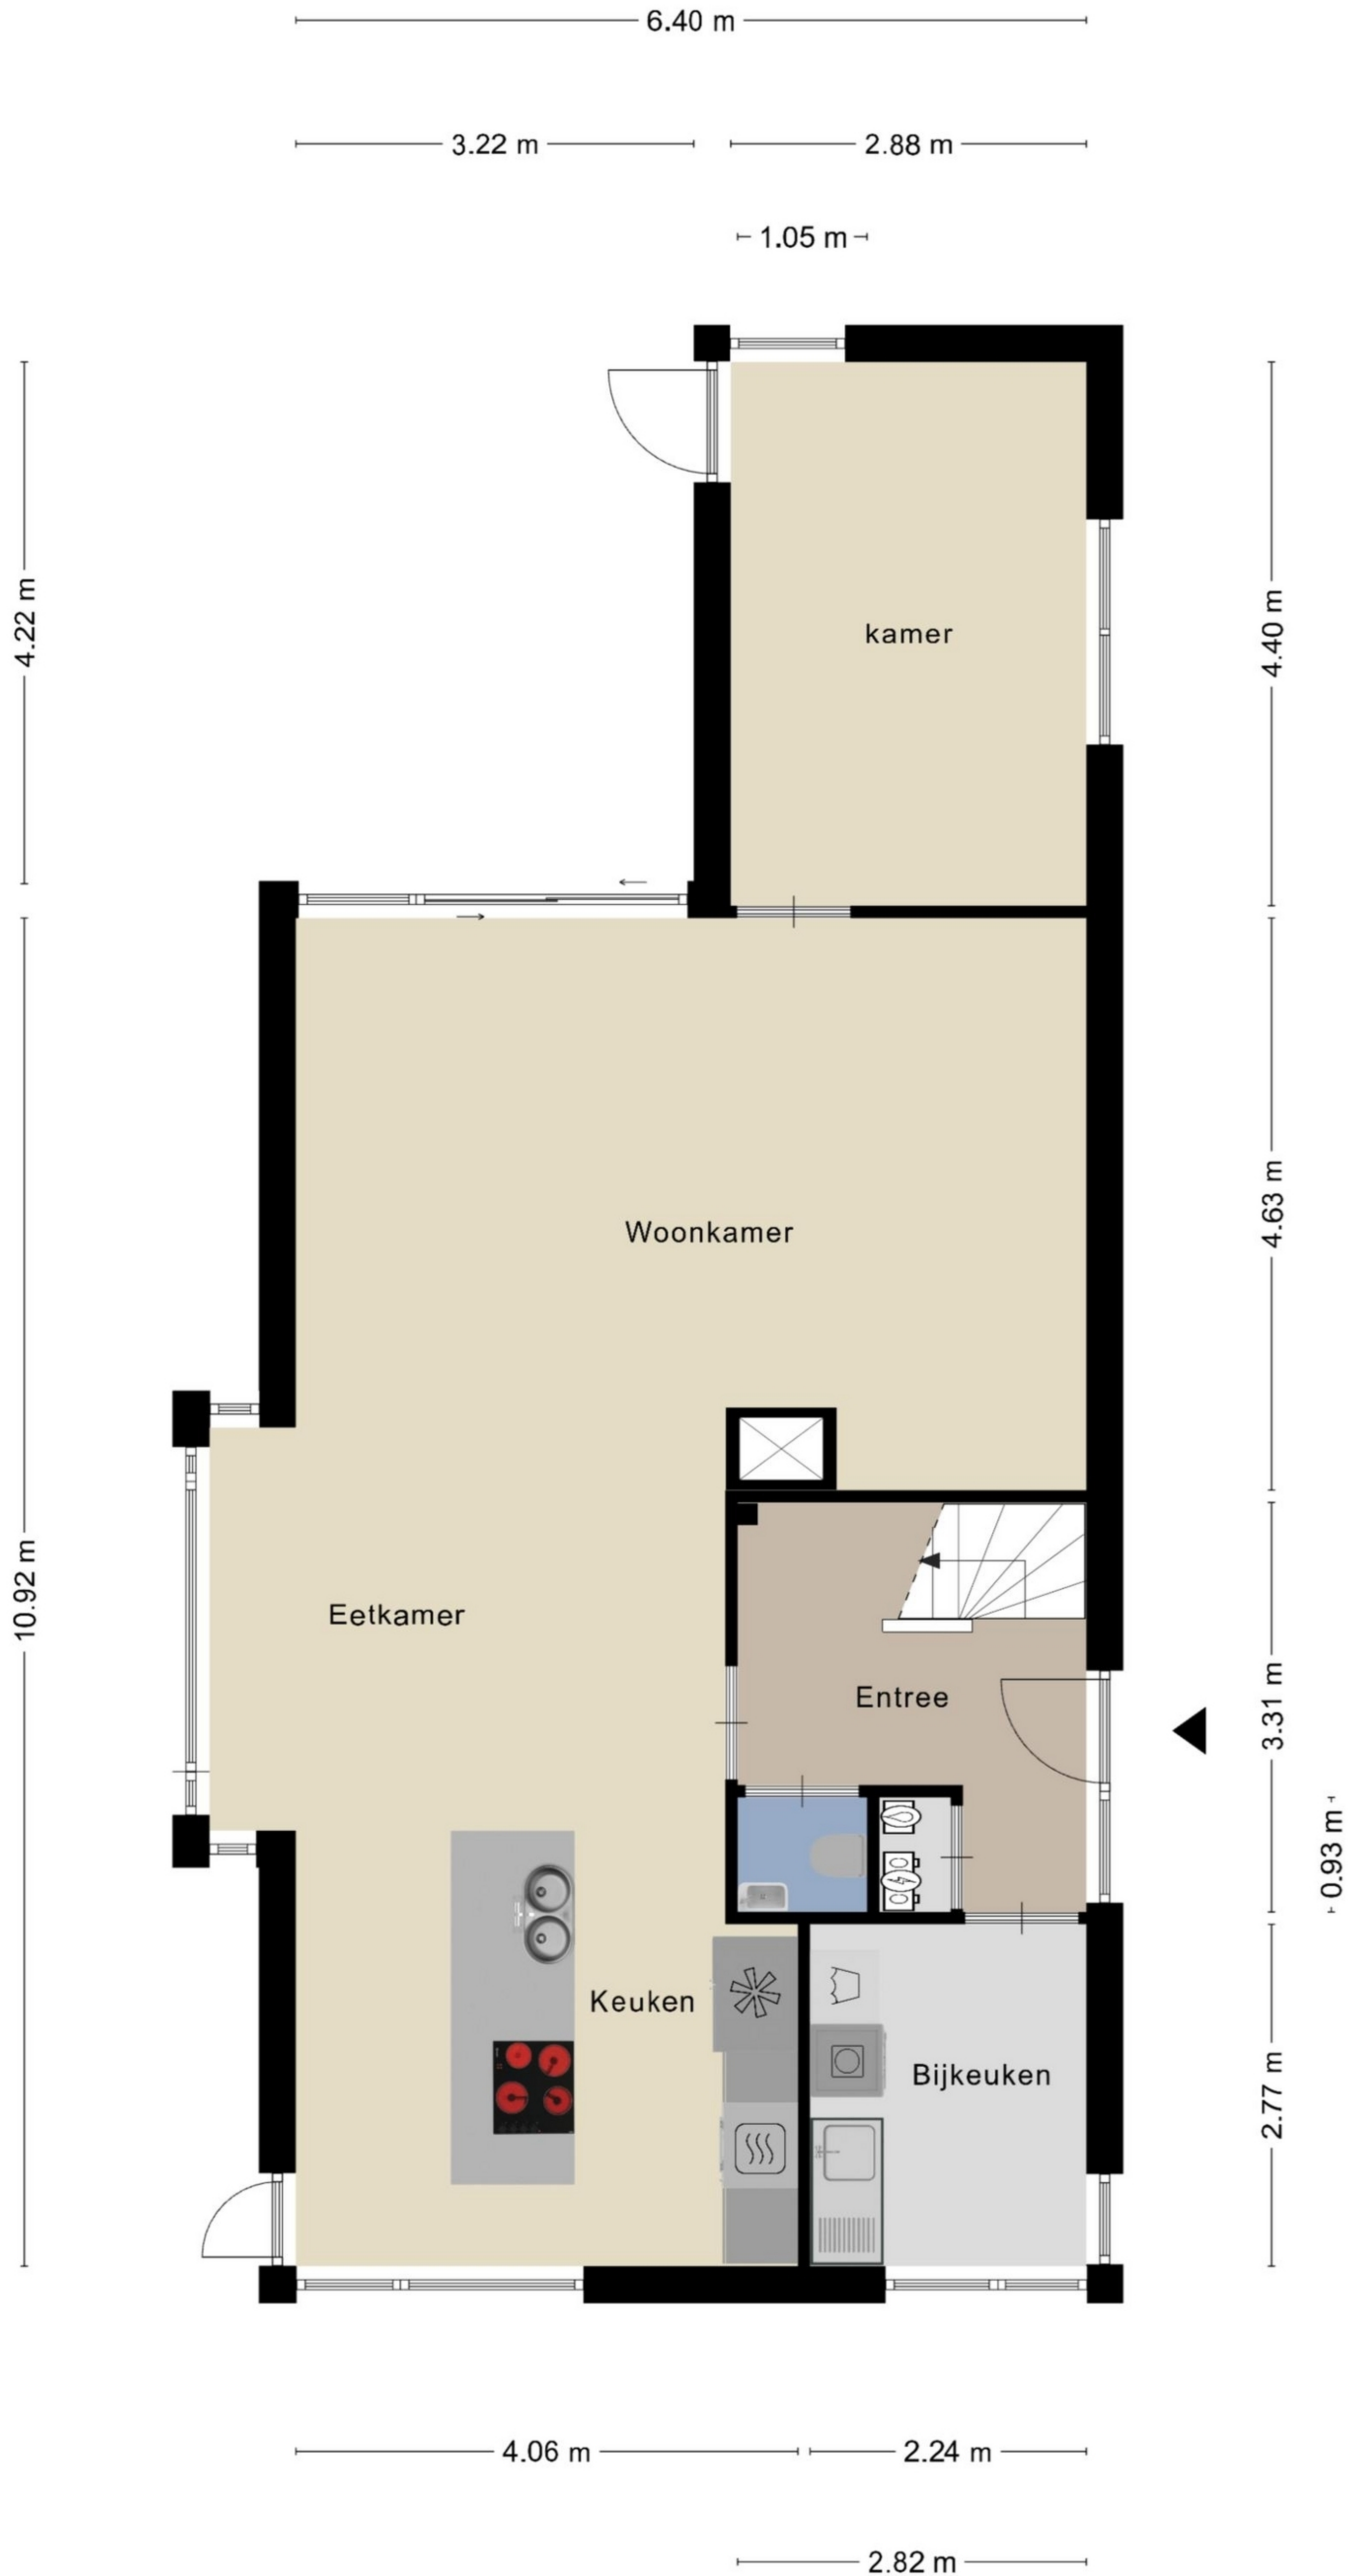 6.40 m
3.22 m
2.88 m
1.05 m
4.22 m
4.40 m
kamer
Woonkamer
4.63 m
10.92 m
Eetkamer
Entree
3.31 m
0.93 m
Keuken
Bijkeuken
2.77 m
4.06 m
2.24 m
2.82 m